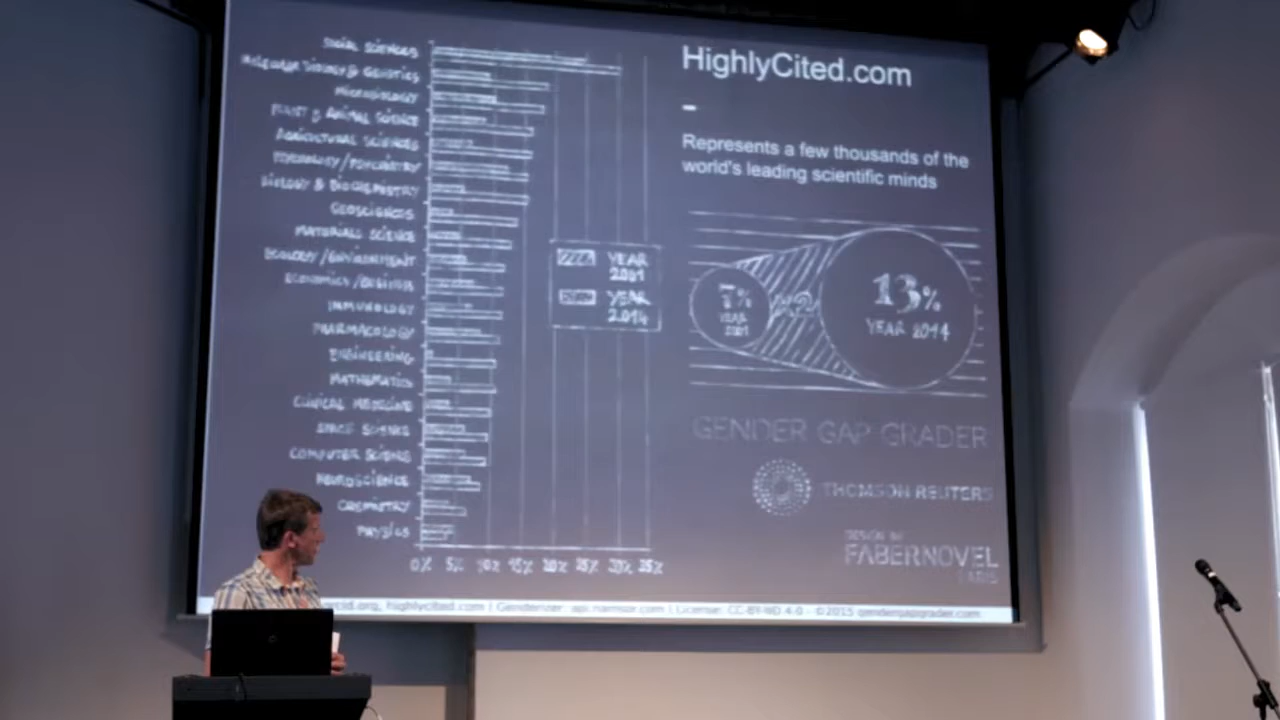 SOCIAL SCIENCES
MOLECULAR BIOLOGY & GENETICS
MICROBIOLOGY
PLANT & ANIMAL SCIENCE
AGRICULTURAL SCIENCES
PSYCHOLOGY/PSYCHIATRY
BIOLOGY & BIOCHEMISTRY
GEOSCIENCES
MATERIALS SCIENCE
ECOLOGY/ENVIRONMENT
ECONOMICS/BUSINESS
IMMUNOLOGY
PHARMACOLOGY
ENGINEERING
MATHEMATICS
CLINICAL MEDICINE
SPACE SCIENCE
COMPUTER SCIENCE
NEUROSCIENCE
CHEMISTRY
PHYSICS
0% 5% 10% 15% 20% 25% 30% 35%
YEAR
2001
YEAR
2014
HighlyCited.com
–
Represents a few thousands of the
world's leading scientific minds
7%
YEAR
2001
x2
13%
YEAR 2014
GENDER GAP GRADER
THOMSON REUTERS
DESIGN BY
FABERNOVEL
PARIS
orcid.org, highlycited.com | Genderizer: api.namsor.com | License: CC-BY-ND 4.0 - ©2015 gendergapgrader.com